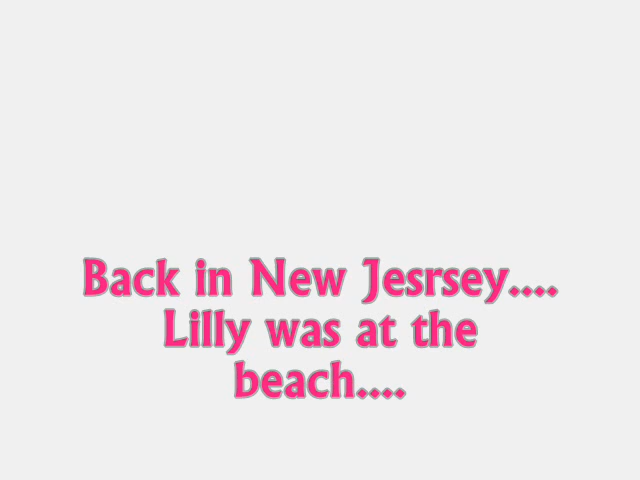 Back in New Jesrsey....
Lilly was at the
beach....